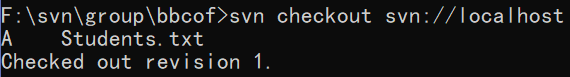 F:\svn\group\bbcof>svn checkout svn://localhost
A    Students.txt
Checked out revision 1.